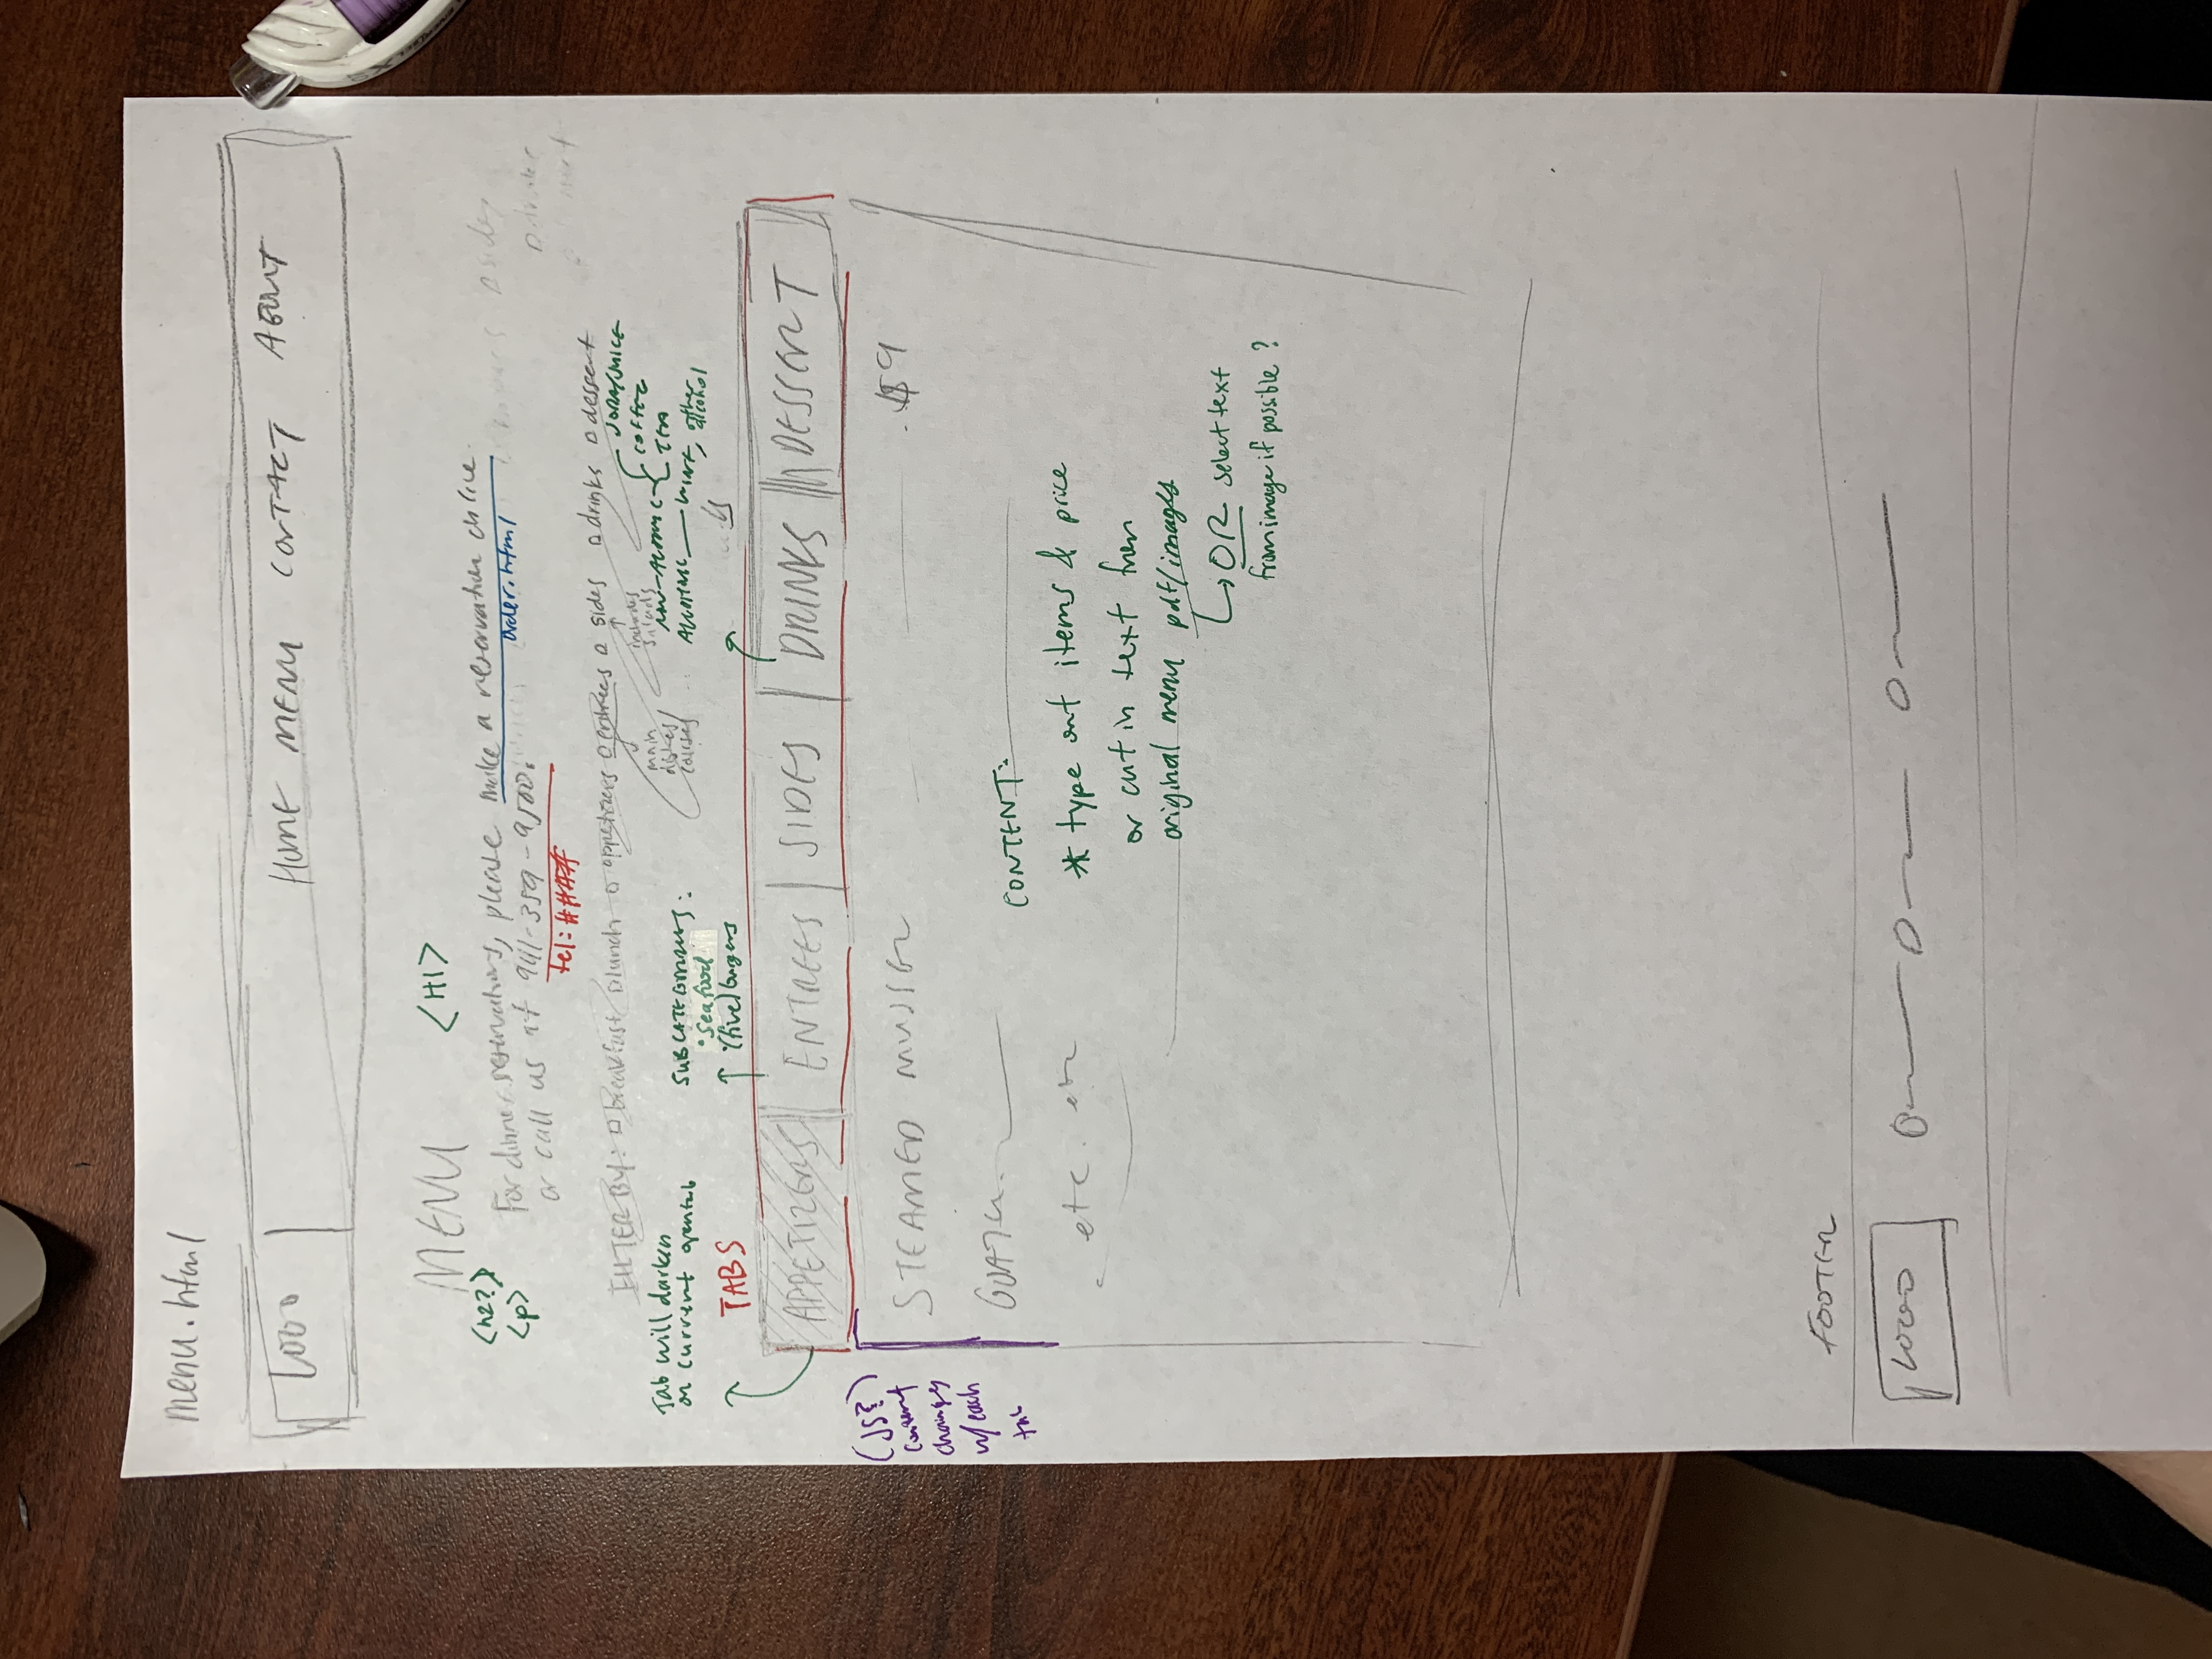 menu.html
LOGO
HOME MENU CONTACT ABOUT
MENU <H1>
<h2?>
<p>
For dinner reservations, please make a reservation online.
order.html
or call us at 941-359-9500.
tel: ####
FILTER BY: breakfast lunch appetizers entrees sides drinks dessert
main
dishes/
courses
includes
salads
SODA/JUICE
COFFEE
TEA
NON-ALCOHOLIC
ALCOHOLIC — WINE, other
alcohol
Tab will darken
on current open tab
SUBCATEGORIES:
• seafood
• (five) burgers
TABS
APPETIZERS ENTREES SIDES DRINKS DESSERT
(JS?)
content
changes
w/ each
tab
STEAMED MUSSEL $9
etc. etc
CONTENT:
* type out items & price
or cut in text from
original menu pdf/images
OR select text
from image if possible?
FOOTER
LOGO